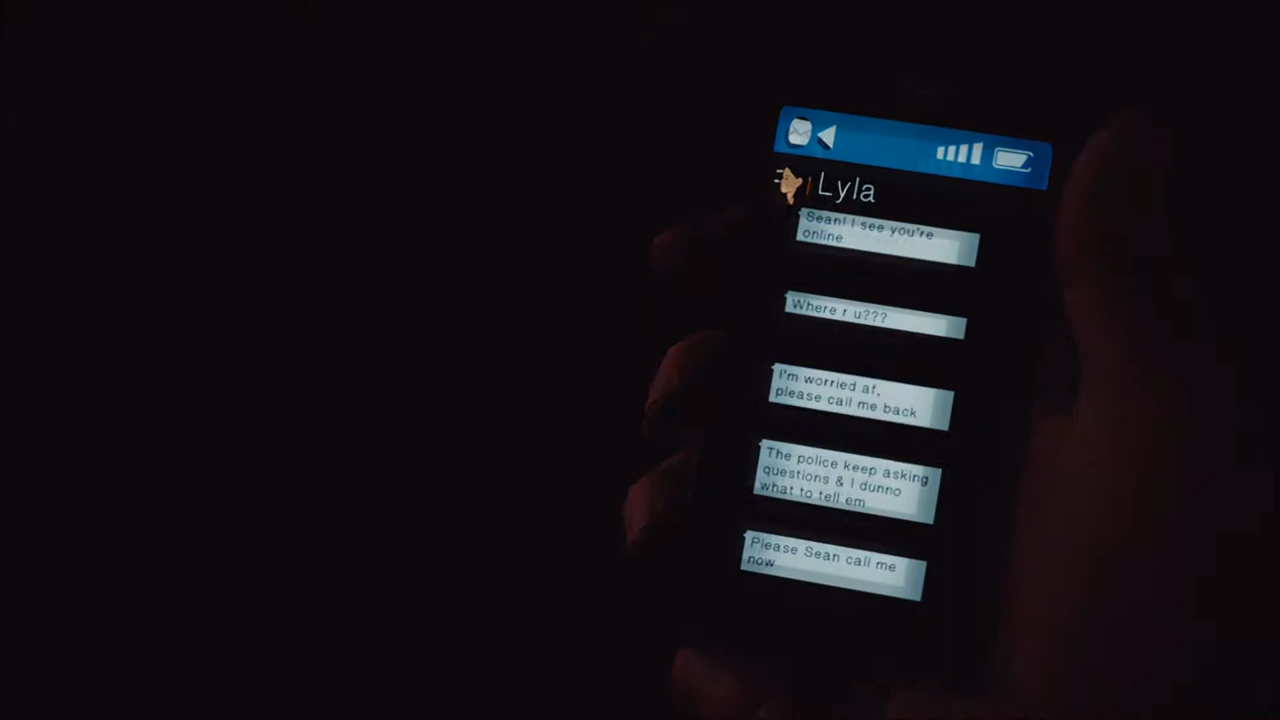 Lyla
Sean! I see you're
online
Where r u???
I'm worried af,
please call me back
The police keep asking
questions & I dunno
what to tell em
Please Sean call me
now